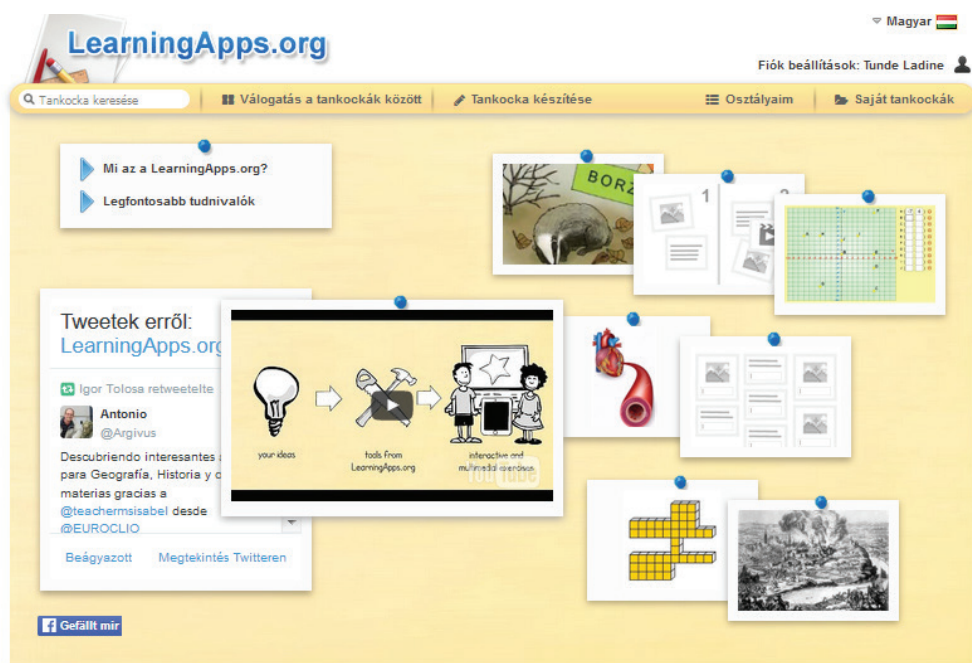 LearningApps.org
Magyar
Fiók beállítások: Tunde Ladine
Tankocka keresése
Válogatás a tankockák között
Tankocka készítése
Osztályaim
Saját tankockák
Mi az a LearningApps.org?
Legfontosabb tudnivalók
BORZ
1
2
Tweetek erről:
LearningApps.org
Igor Tolosa retweetelte
Antonio
@Argivus
Descubriendo interesantes
para Geografía, Historia y
materias gracias a
@teachermsisabel desde
@EUROCLIO
Beágyazott
Megtekintés Twitteren
your ideas
tools from
LearningApps.org
interactive and
multimedial exercises
YouTube
Gefällt mir